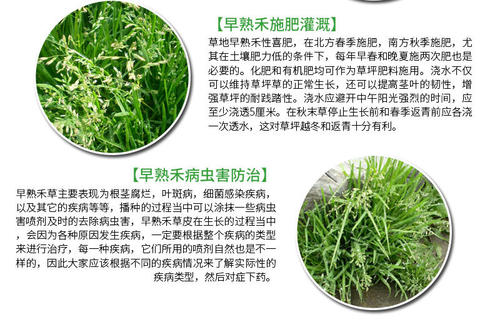 【早熟禾施肥灌溉】
草地早熟禾性喜肥，在北方春季施肥，南方秋季施肥，尤
其在土壤肥力低的条件下，每年早春和晚夏施两次肥也是
必要的。化肥和有机肥均可作为草坪肥料施用。浇水不仅
可以维持草坪草的正常生长，还可以提高茎叶的韧性，增
强草坪的耐践踏性。浇水应避开中午阳光强烈的时间，应
至少浇透5厘米。在秋末草停止生长前和春季返青前应各浇
一次透水，这对草坪越冬和返青十分有利。
【早熟禾病虫害防治】
早熟禾草主要表现为根茎腐烂，叶斑病，细菌感染疾病，
以及其它的疾病等等，播种的过程当中可以涂抹一些病虫
害喷剂及时的去除病虫害，早熟禾草皮在生长的过程当中
，会因为各种原因发生疾病，一定要根据整个疾病的类型
来进行治疗，每一种疾病，它们所用的喷剂自然也是不一
样的，因此大家应该根据不同的疾病情况来了解实际性的
疾病类型，然后对症下药。